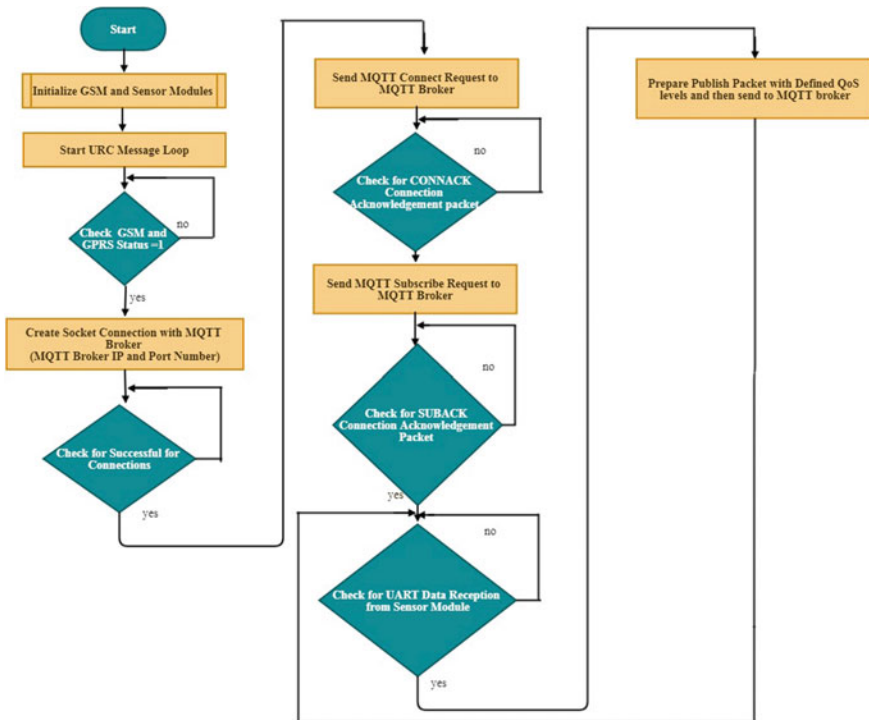 Start
Initialize GSM and Sensor Modules
Start URC Message Loop
no
Check GSM and
GPRS Status =1
yes
Create Socket Connection with MQTT
Broker
(MQTT Broker IP and Port Number)
Check for Successful for
Connections
yes
Send MQTT Connect Request to
MQTT Broker
no
Check for CONNACK
Connection
Acknowledgement packet
Send MQTT Subscribe Request to
MQTT Broker
no
Check for SUBACK
Connection Acknowledgement
Packet
yes
no
Check for UART Data Reception
from Sensor Module
yes
Prepare Publish Packet with Defined QoS
levels and then send to MQTT broker